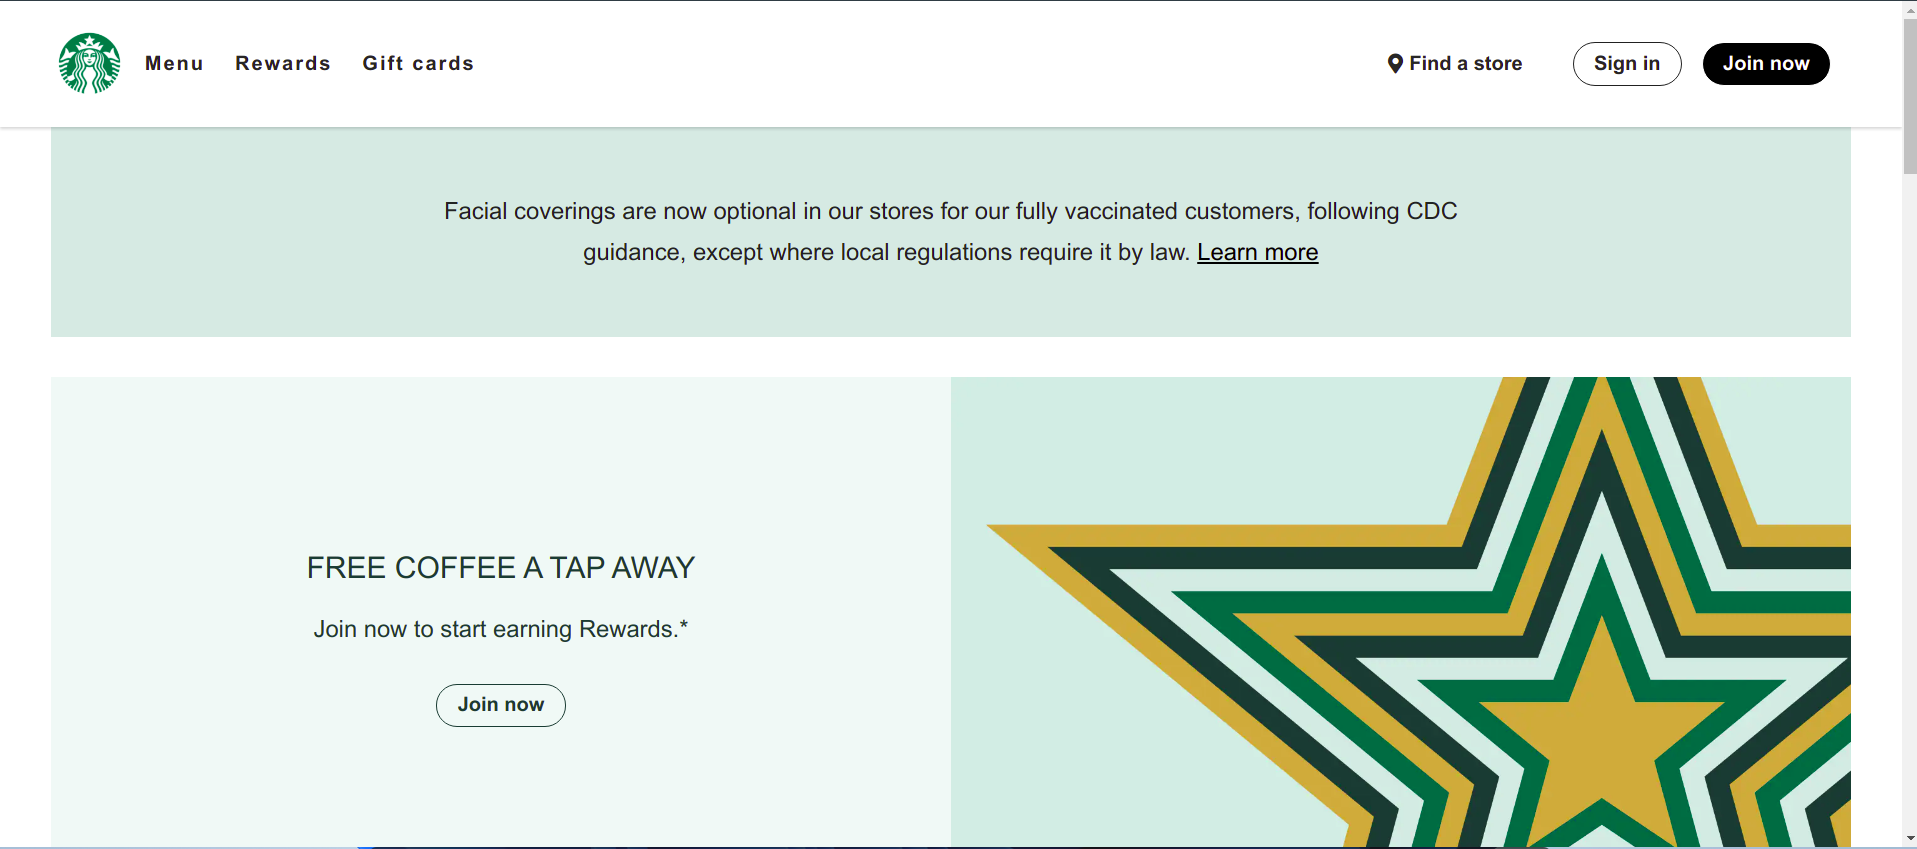 Menu Rewards Gift cards Find a store Sign in Join now
Facial coverings are now optional in our stores for our fully vaccinated customers, following CDC
guidance, except where local regulations require it by law. Learn more
FREE COFFEE A TAP AWAY
Join now to start earning Rewards.*
Join now